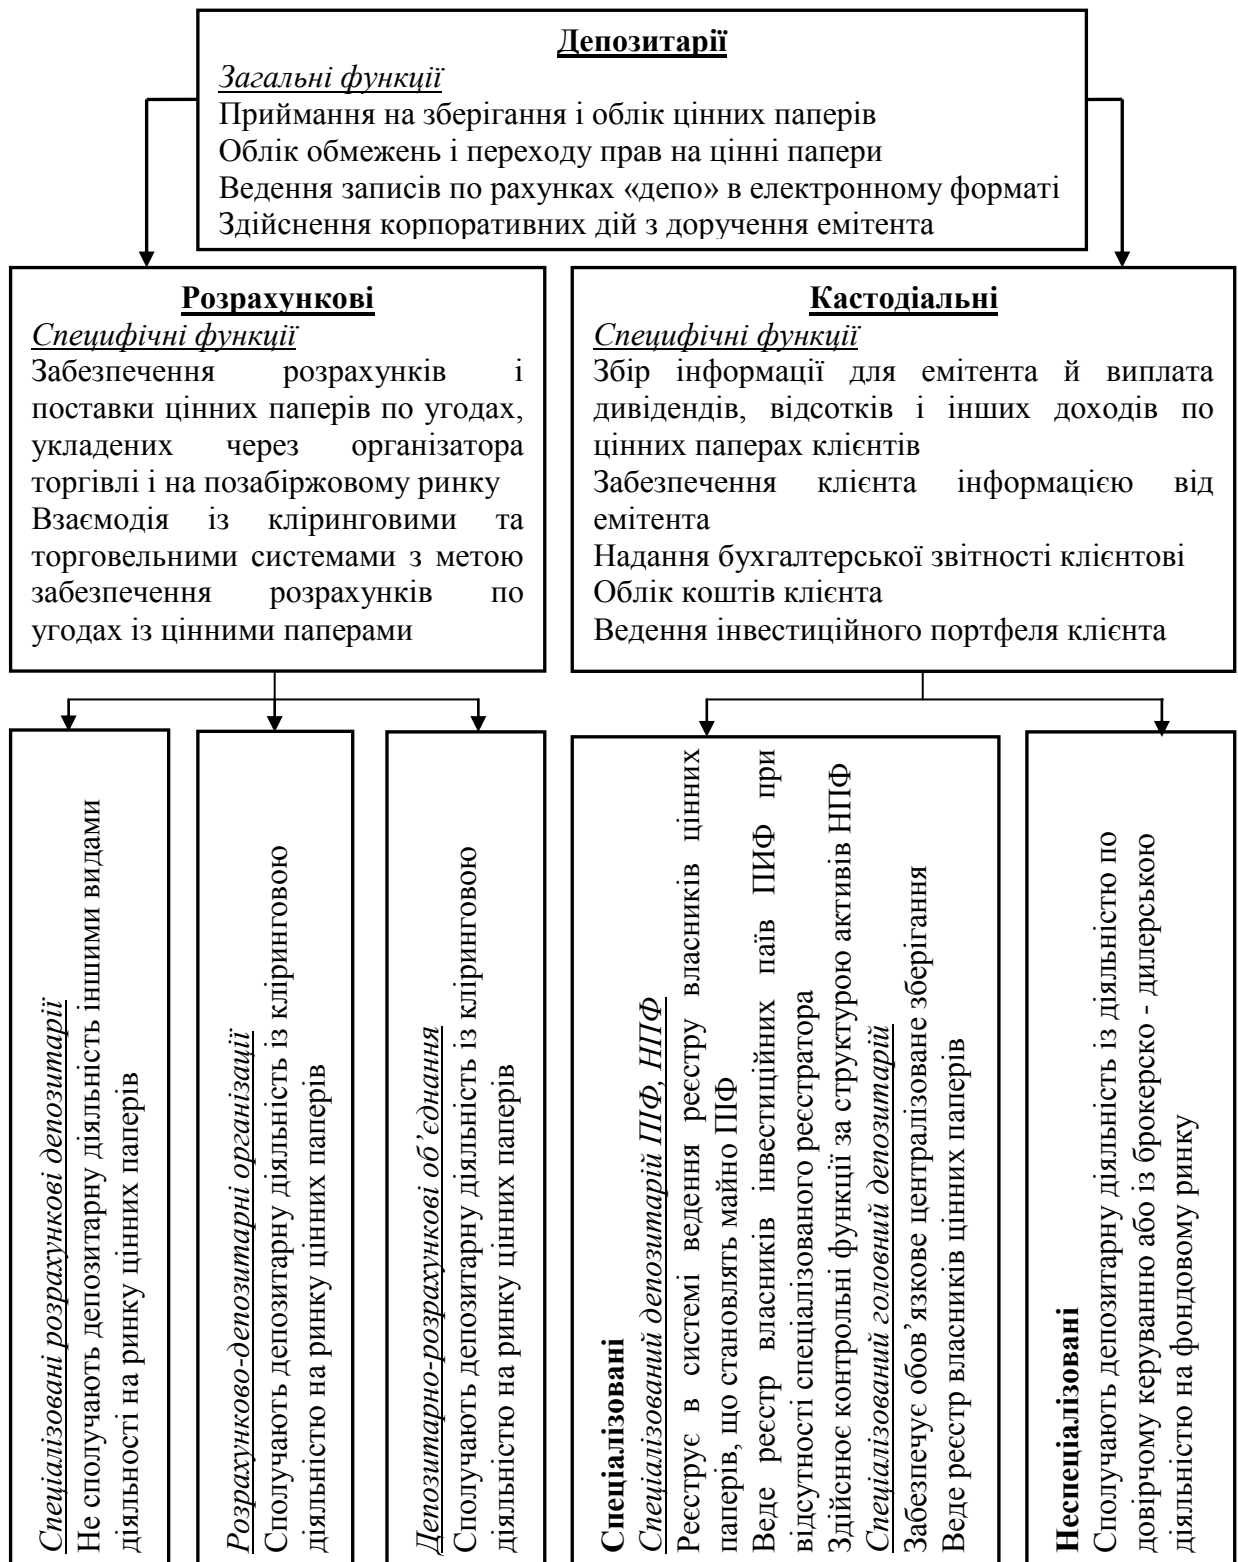 Депозитарії
Загальні функції
Приймання на зберігання і облік цінних паперів
Облік обмежень і переходу прав на цінні папери
Ведення записів по рахунках «депо» в електронному форматі
Здійснення корпоративних дій з доручення емітента
Розрахункові
Специфічні функції
Забезпечення розрахунків і
поставки цінних паперів по угодах,
укладених через організатора
торгівлі і на позабіржовому ринку
Взаємодія із кліринговими та
торговельними системами з метою
забезпечення розрахунків по
угодах із цінними паперами
Кастодіальні
Специфічні функції
Збір інформації для емітента й виплата
дивідендів, відсотків і інших доходів по
цінних паперах клієнтів
Забезпечення клієнта інформацією від
емітента
Надання бухгалтерської звітності клієнтові
Облік коштів клієнта
Ведення інвестиційного портфеля клієнта
Спеціалізовані розрахункові депозитарії
Не сполучають депозитарну діяльність іншими видами
діяльності на ринку цінних паперів
Розрахунково-депозитарні організації
Сполучають депозитарну діяльність із кліринговою
діяльністю на ринку цінних паперів
Депозитарно-розрахункові об’єднання
Сполучають депозитарну діяльність із кліринговою
діяльністю на ринку цінних паперів
Спеціалізовані
Спеціалізований депозитарій ПІФ, НПФ
Реєструє в системі ведення реєстру власників цінних
паперів, що становлять майно ПІФ
Веде реєстр власників інвестиційних паїв ПИФ при
відсутності спеціалізованого реєстратора
Здійснює контрольні функції за структурою активів НПФ
Спеціалізований головний депозитарій
Забезпечує обов’язкове централізоване зберігання
Веде реєстр власників цінних паперів
Неспеціалізовані
Сполучають депозитарну діяльність із діяльністю по
довірчому керуванню або із брокерско - дилерською
діяльністю на фондовому ринку